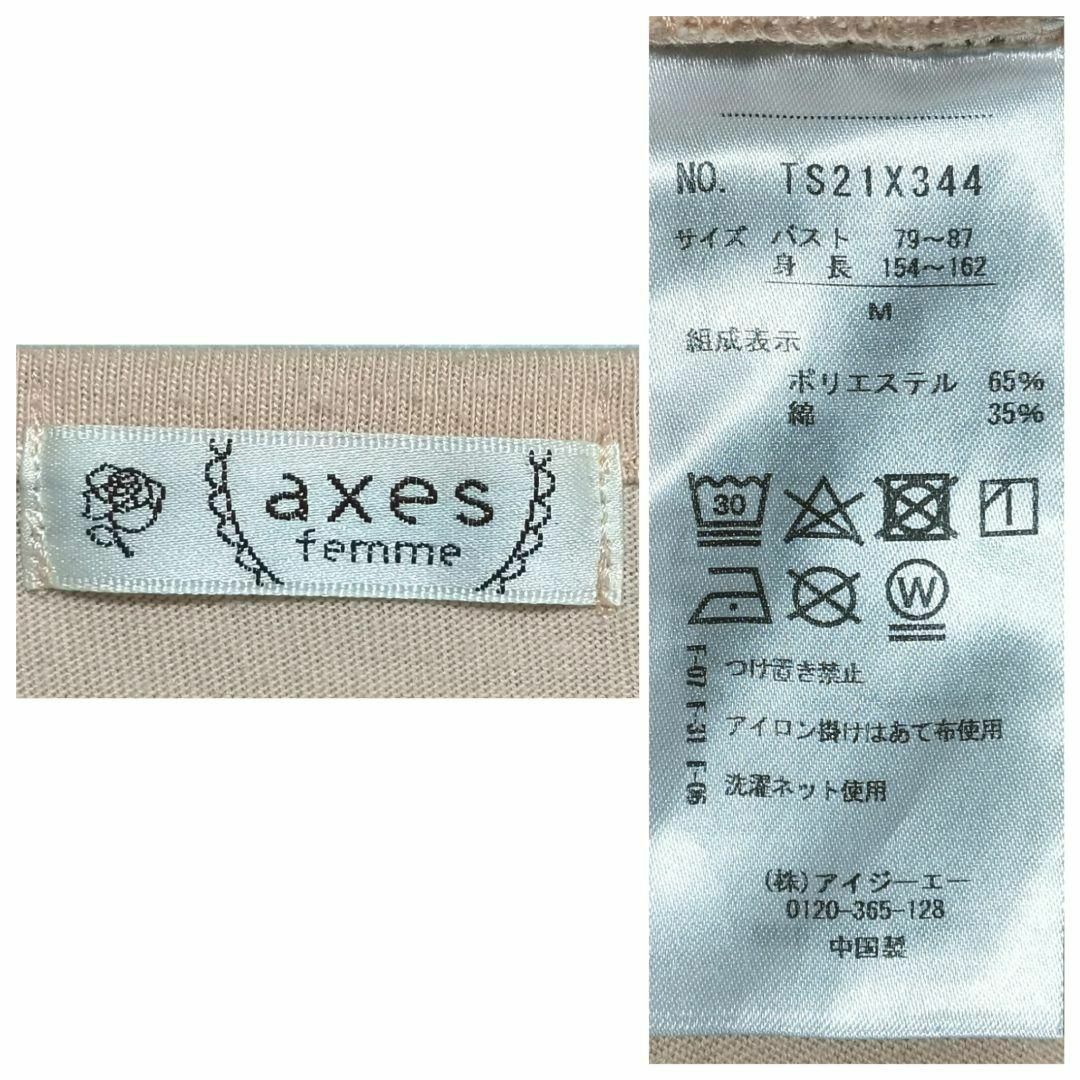 axes
femme
NO. TS21X344
サイズ バスト 79～87
身長 154～162
M
組成表示
ポリエステル 65%
綿 35%
30
W
F-07 つけ置き禁止
F-31 アイロン掛けはあて布使用
F-06 洗濯ネット使用
(株)アイジーエー
0120-365-128
中国製